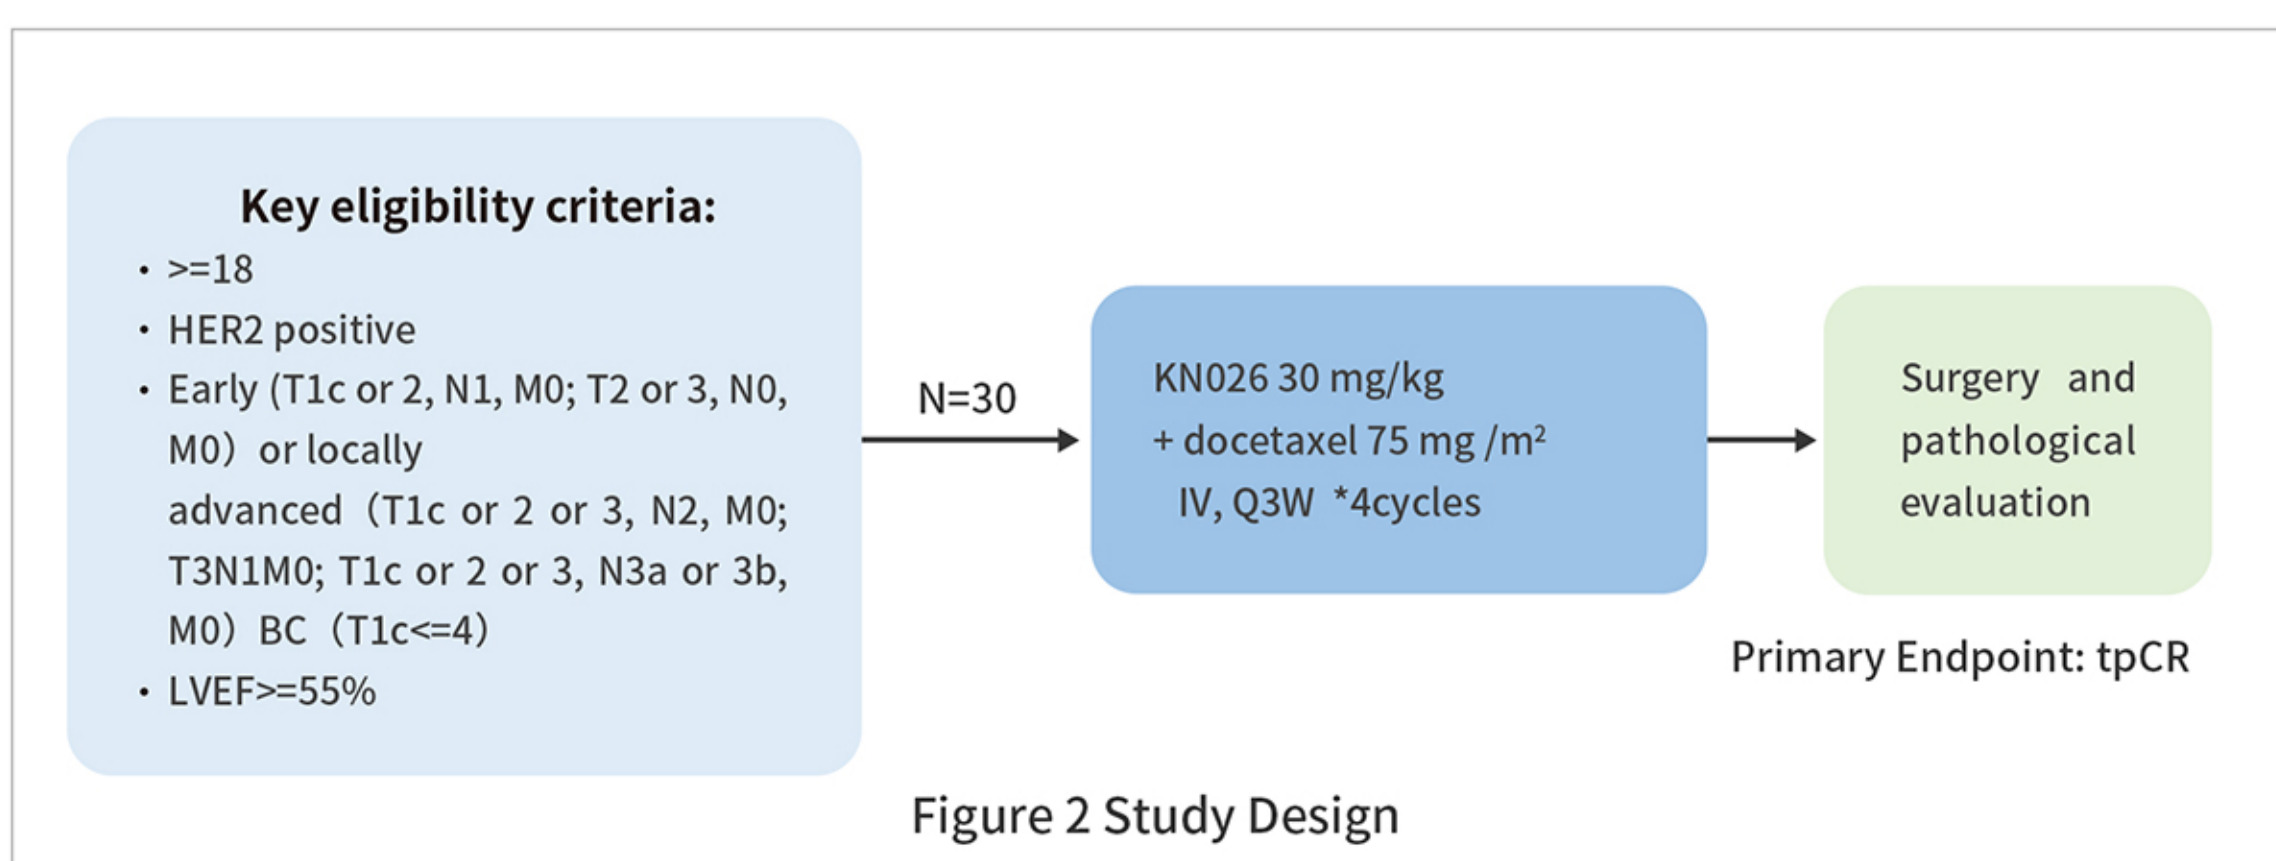 Key eligibility criteria:
• >=18
• HER2 positive
• Early (T1c or 2, N1, M0; T2 or 3, N0,
M0）or locally
advanced（T1c or 2 or 3, N2, M0;
T3N1M0; T1c or 2 or 3, N3a or 3b,
M0）BC（T1c<=4）
• LVEF>=55%
N=30
KN026 30 mg/kg
+ docetaxel 75 mg /m²
IV, Q3W *4cycles
Surgery and
pathological
evaluation
Primary Endpoint: tpCR
Figure 2 Study Design